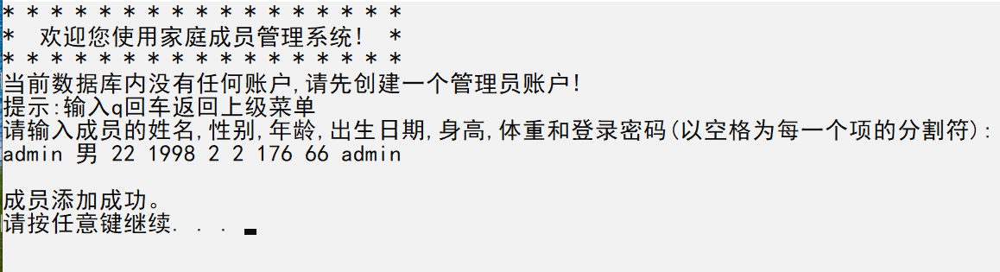 * * * * * * * * * * * * * * * * *
*  欢迎您使用家庭成员管理系统!  *
* * * * * * * * * * * * * * * * *
当前数据库内没有任何账户,请先创建一个管理员账户!
提示:输入q回车返回上级菜单
请输入成员的姓名,性别,年龄,出生日期,身高,体重和登录密码(以空格为每一个项的分割符):
admin 男 22 1998 2 2 176 66 admin
成员添加成功。
请按任意键继续. . .